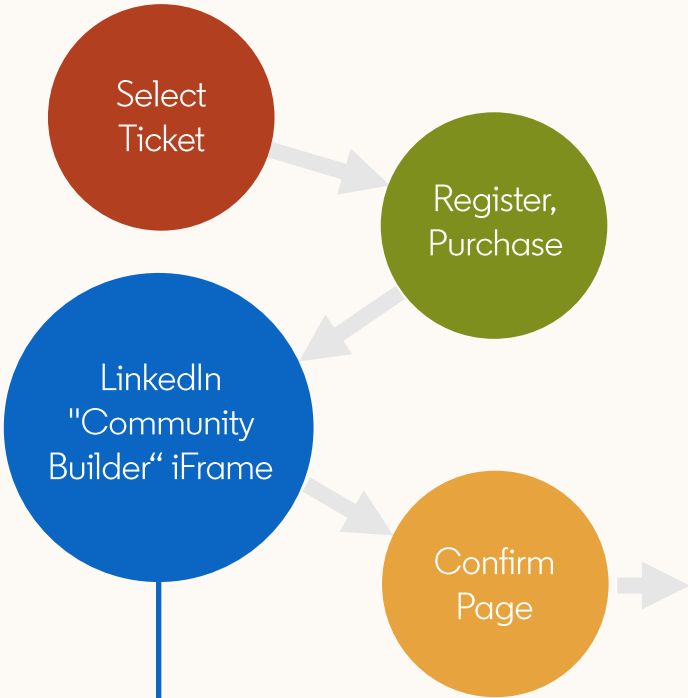 Select
Ticket
Register,
Purchase
LinkedIn
"Community
Builder“ iFrame
Confirm
Page